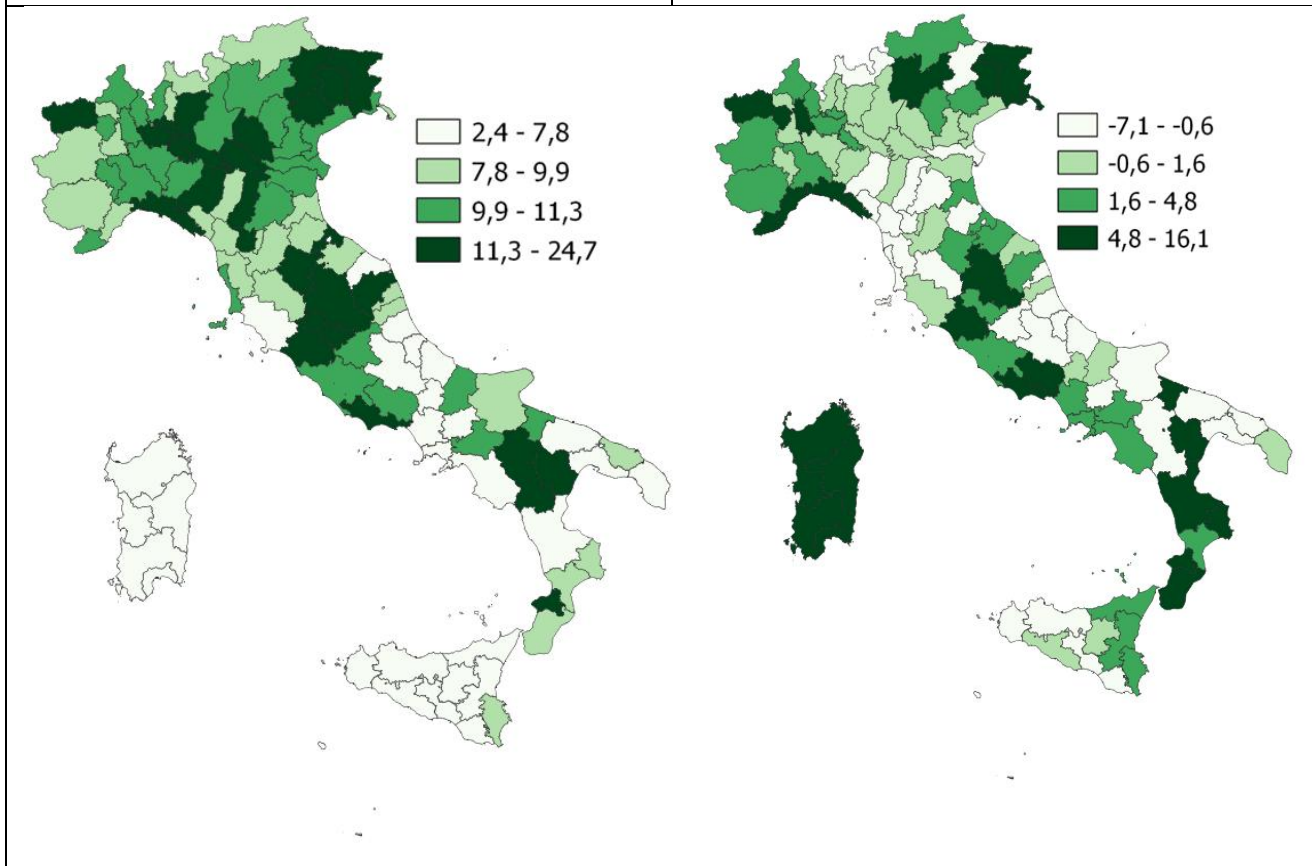 2,4 - 7,8
7,8 - 9,9
9,9 - 11,3
11,3 - 24,7
-7,1 - -0,6
-0,6 - 1,6
1,6 - 4,8
4,8 - 16,1